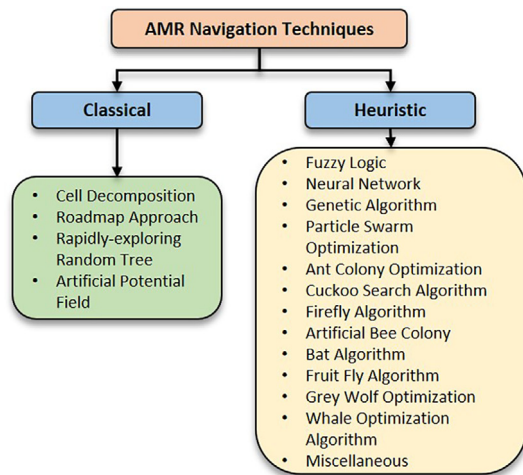 AMR Navigation Techniques
Classical
Heuristic
• Cell Decomposition
• Roadmap Approach
• Rapidly-exploring
Random Tree
• Artificial Potential
Field
• Fuzzy Logic
• Neural Network
• Genetic Algorithm
• Particle Swarm
Optimization
• Ant Colony Optimization
• Cuckoo Search Algorithm
• Firefly Algorithm
• Artificial Bee Colony
• Bat Algorithm
• Fruit Fly Algorithm
• Grey Wolf Optimization
• Whale Optimization
Algorithm
• Miscellaneous